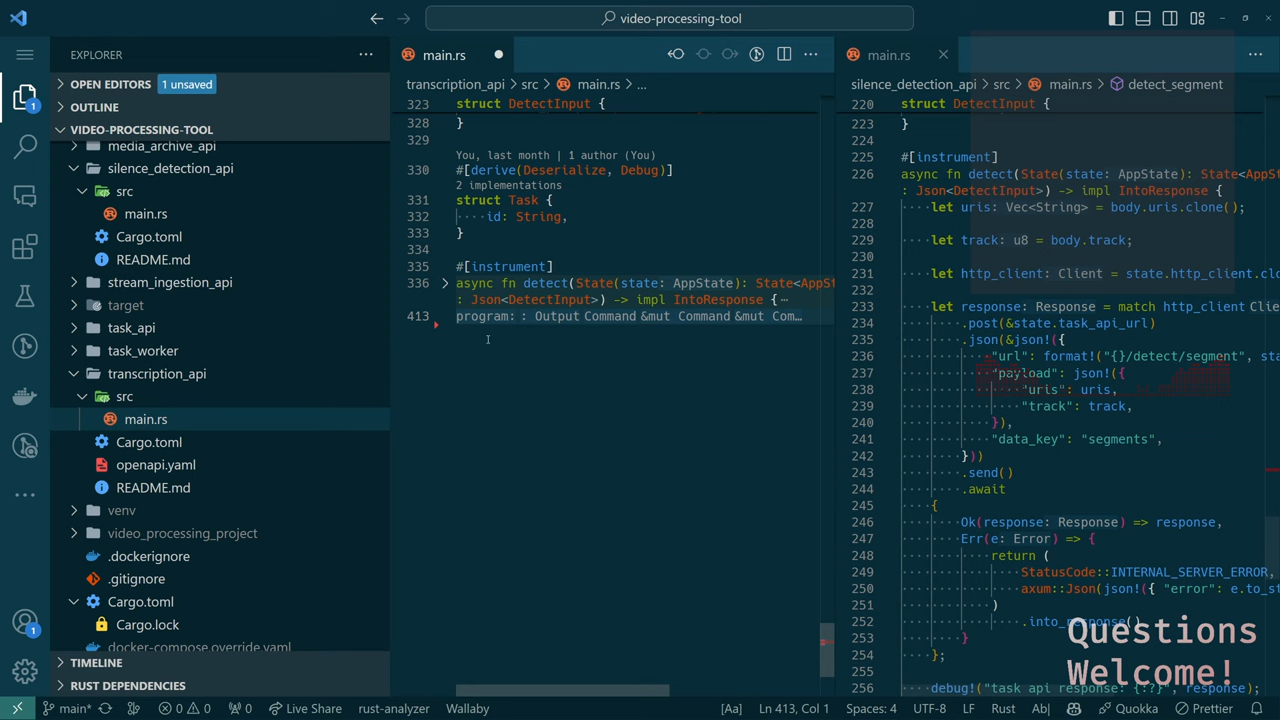 video-processing-tool
EXPLORER
OPEN EDITORS 1 unsaved
OUTLINE
VIDEO-PROCESSING-TOOL
media_archive_api
silence_detection_api
src
main.rs
Cargo.toml
README.md
stream_ingestion_api
target
task_api
task_worker
transcription_api
src
main.rs
Cargo.toml
openapi.yaml
README.md
venv
video_processing_project
.dockerignore
.gitignore
Cargo.toml
Cargo.lock
docker-compose.override.yaml
TIMELINE
RUST DEPENDENCIES
1
1
main.rs
transcription_api > src > main.rs > ...
323 struct DetectInput {
328 }
329
You, last month | 1 author (You)
330 #[derive(Deserialize, Debug)]
2 implementations
331 struct Task {
332 ····id: String,
333 }
334
335 #[instrument]
336 async fn detect(State(state: AppState): State<AppSt
: Json<DetectInput>) -> impl IntoResponse {⋯
413 program: : Output Command &mut Command &mut Com…
main.rs
silence_detection_api > src > main.rs > detect_segment
220 struct DetectInput {
223 }
224
225 #[instrument]
226 async fn detect(State(state: AppState): State<AppS
: Json<DetectInput>) -> impl IntoResponse {
227 ····let uris: Vec<String> = body.uris.clone();
228
229 ····let track: u8 = body.track;
230
231 ····let http_client: Client = state.http_client.clo
232
233 ····let response: Response = match http_client Clien
234 ········.post(&state.task_api_url)
235 ········.json(&json!({
236 ············"url": format!("{}/detect/segment", sta
237 ············"payload": json!({
238 ················"uris": uris,
239 ················"track": track,
240 ············}),
241 ············"data_key": "segments",
242 ········}))
243 ········.send()
244 ········.await
245 ····{
246 ········Ok(response: Response) => response,
247 ········Err(e: Error) => {
248 ············return (
249 ················StatusCode::INTERNAL_SERVER_ERROR,
250 ················axum::Json(json!({ "error": e.to_st
251 ············)
252 ················.into_response()
253 ········}
254 ····};
255
256 ····debug!("task api response: {:?}", response);
Questions
Welcome!
main* 0 0 0 Live Share rust-analyzer Wallaby [Aa] Ln 413, Col 1 Spaces: 4 UTF-8 LF Rust Ab| Quokka Prettier